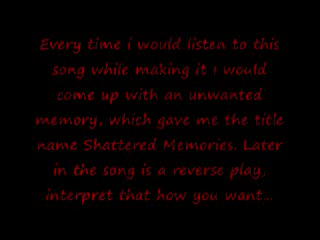 Every time i would listen to this
song while making it i would
come up with an unwanted
memory, which gave me the title
name Shattered Memories. Later
in the song is a reverse play,
interpret that how you want...